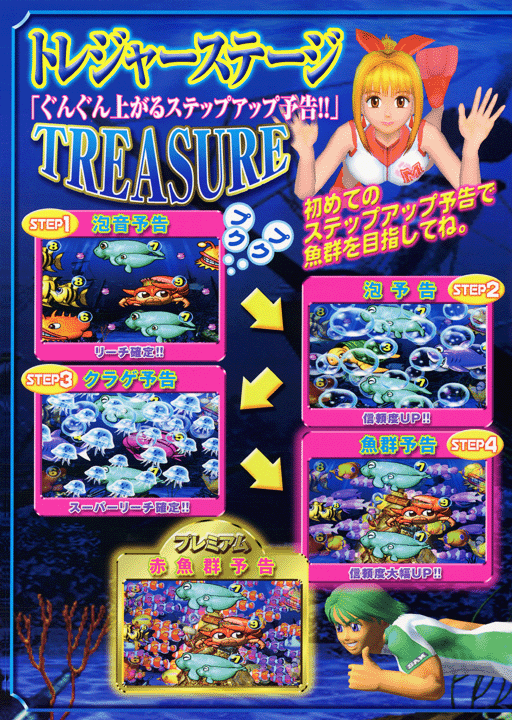 トレジャーステージ
「ぐんぐん上がるステップアップ予告!!」
TREASURE
M
初めての
ステップアップ予告で
魚群を目指してね。
STEP1 泡音予告
プクプク
リーチ確定!!
泡予告 STEP2
信頼度UP!!
STEP3 クラゲ予告
スーパーリーチ確定!!
魚群予告 STEP4
信頼度大幅UP!!
プレミアム
赤魚群予告
SAM